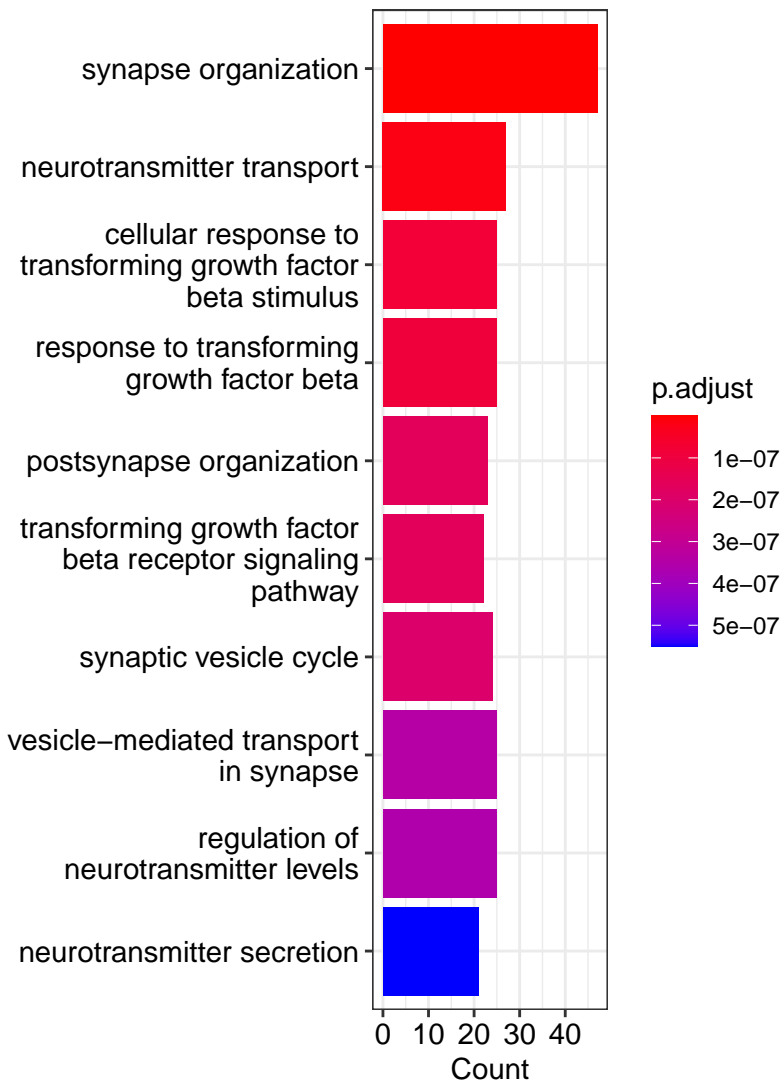 synapse organization
neurotransmitter transport
cellular response to
transforming growth factor
beta stimulus
response to transforming
growth factor beta
postsynapse organization
transforming growth factor
beta receptor signaling
pathway
synaptic vesicle cycle
vesicle−mediated transport
in synapse
regulation of
neurotransmitter levels
neurotransmitter secretion
0 10 20 30 40
Count
p.adjust
1e−07
2e−07
3e−07
4e−07
5e−07